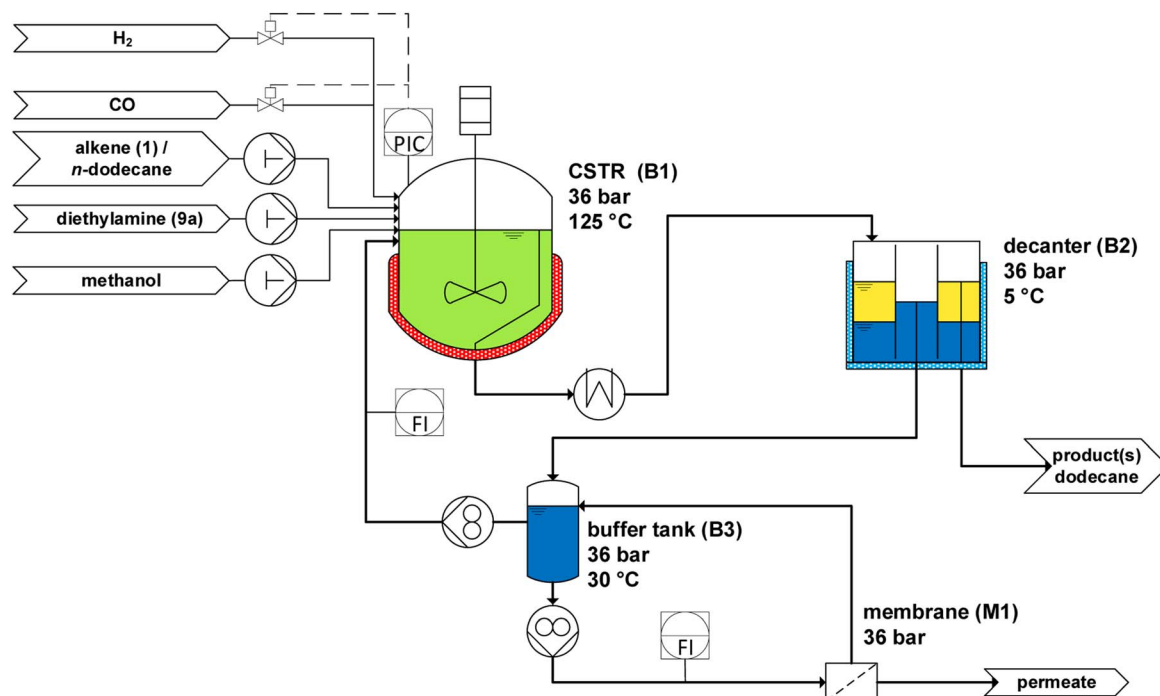 H₂
CO
alkene (1) /
n-dodecane
diethylamine (9a)
methanol
PIC
CSTR (B1)
36 bar
125 °C
decanter (B2)
36 bar
5 °C
FI
product(s)
dodecane
buffer tank (B3)
36 bar
30 °C
FI
membrane (M1)
36 bar
permeate